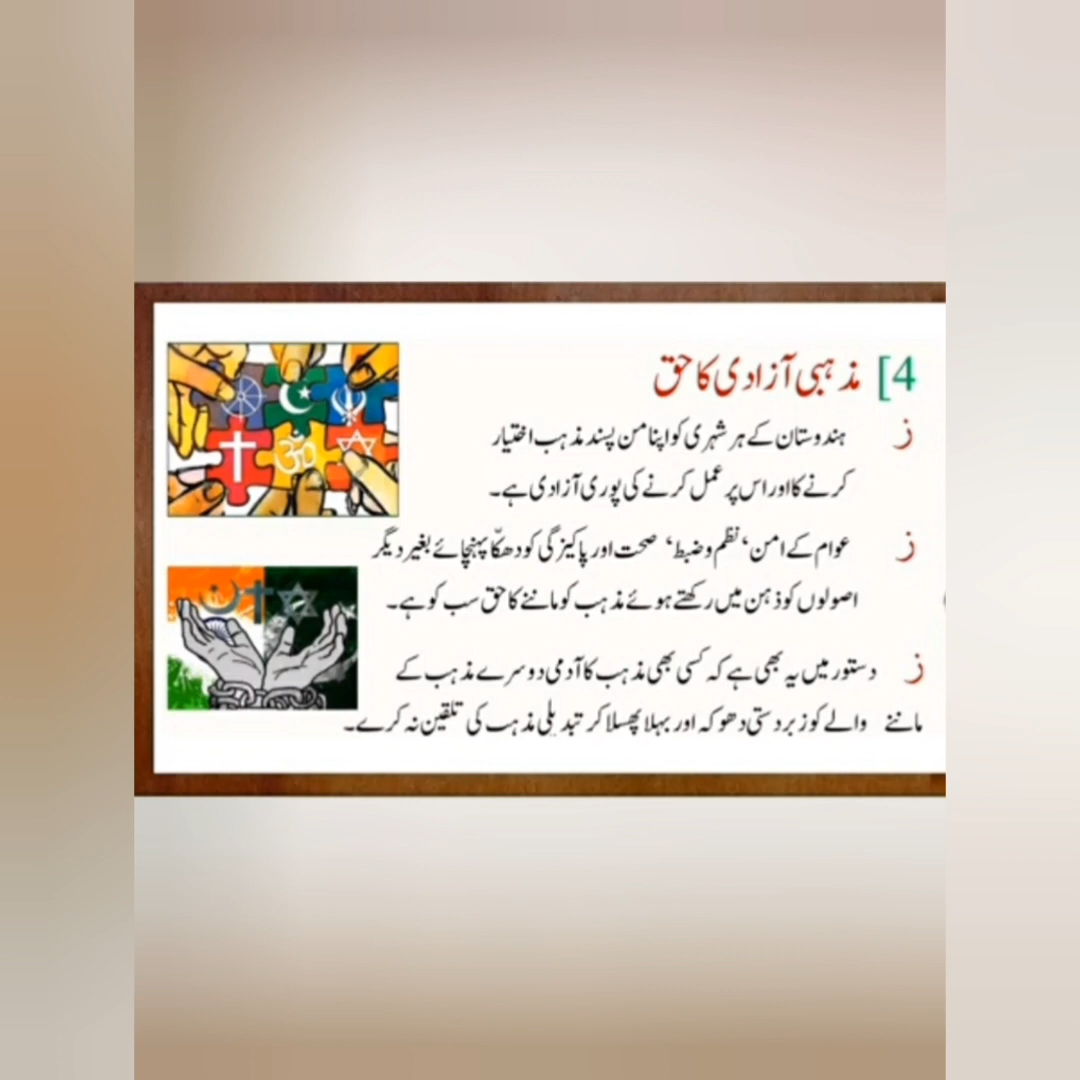 4] مذہبی آزادی کا حق
ز ہندوستان کے ہر شہری کو اپنا من پسند مذہب اختیار
کرنے کا اور اس پر عمل کرنے کی پوری آزادی ہے۔
ز عوام کے امن، نظم و ضبط، صحت اور پاکیزگی کو دھکّا پہنچائے بغیر دیگر
اصولوں کو ذہن میں رکھتے ہوئے مذہب کو ماننے کا حق سب کو ہے۔
ز دستور میں یہ بھی ہے کہ کسی بھی مذہب کا آدمی دوسرے مذہب کے
ماننے والے کو زبردستی دھوکہ اور بہلا پھسلا کر تبدیلی مذہب کی تلقین نہ کرے۔
ॐ